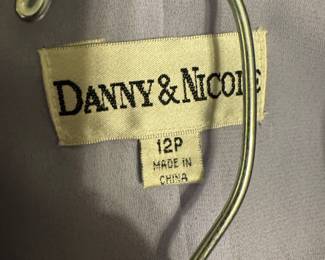 DANNY & NICOLE
12P
MADE IN
CHINA